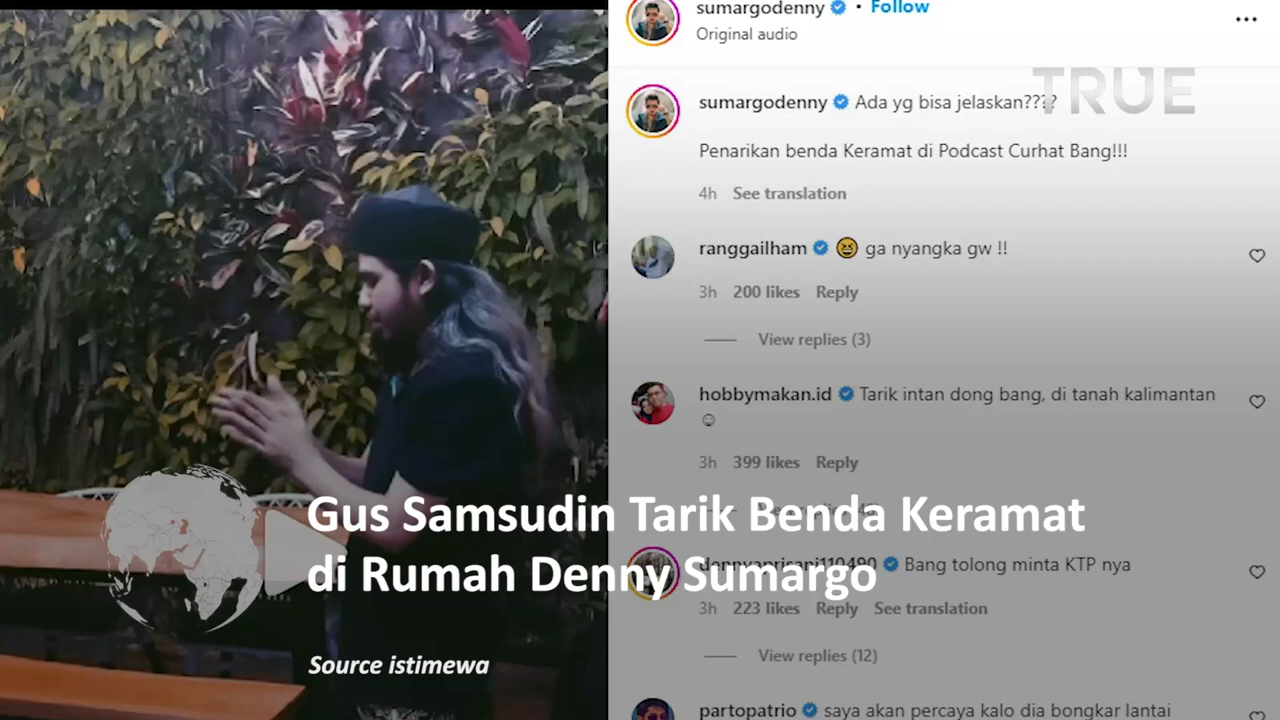 sumargodenny • Follow
Original audio
TRUE
sumargodenny Ada yg bisa jelaskan????
Penarikan benda Keramat di Podcast Curhat Bang!!!
4h See translation
ranggailham 😆 ga nyangka gw !!
3h 200 likes Reply
View replies (3)
hobbymakan.id Tarik intan dong bang, di tanah kalimantan
☺
3h 399 likes Reply
Gus Samsudin Tarik Benda Keramat
di Rumah Denny Sumargo
Bang tolong minta KTP nya
3h 223 likes Reply See translation
View replies (12)
Source istimewa
partopatrio saya akan percaya kalo dia bongkar lantai